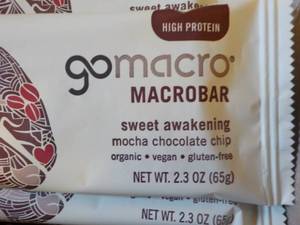 sweet awakening
HIGH PROTEIN
gomacro®
MACROBAR
sweet awakening
mocha chocolate chip
organic • vegan • gluten-free
NET WT. 2.3 OZ (65g)
NET WT. 2.3 OZ (65